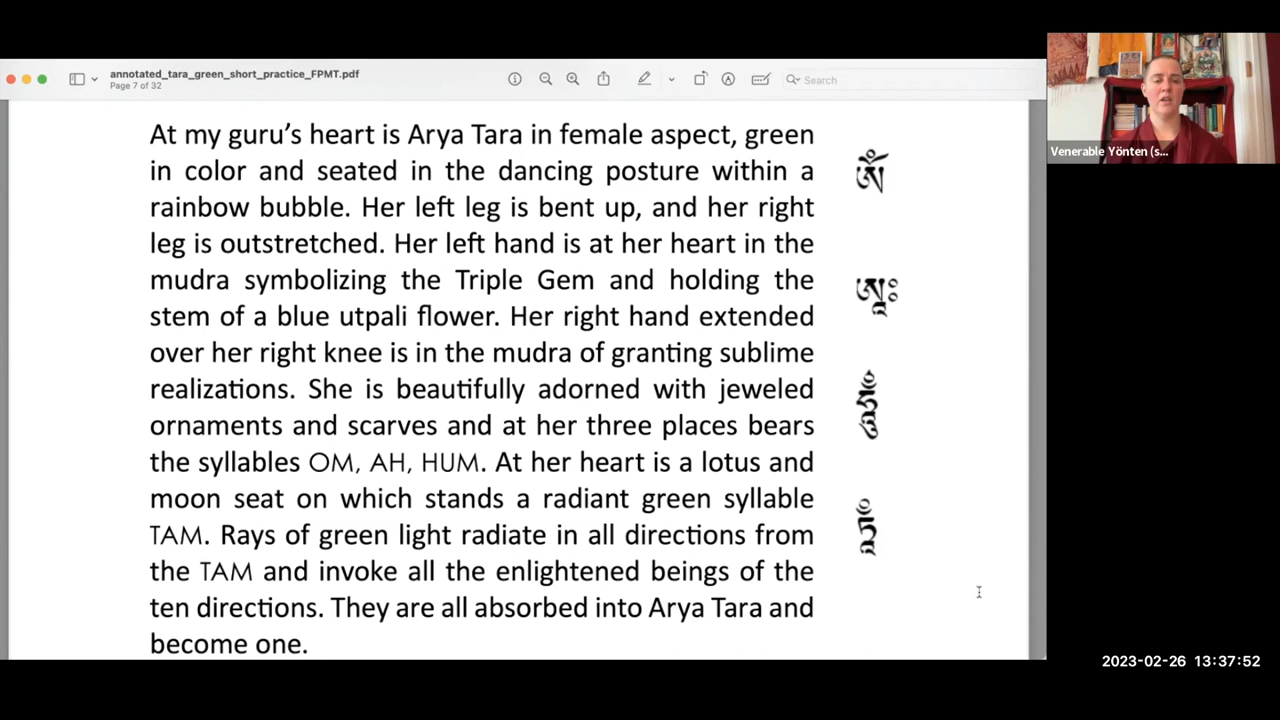 annotated_tara_green_short_practice_FPMT.pdf
Page 7 of 32
Search
Venerable Yönten (s...
At my guru’s heart is Arya Tara in female aspect, green
in color and seated in the dancing posture within a
rainbow bubble. Her left leg is bent up, and her right
leg is outstretched. Her left hand is at her heart in the
mudra symbolizing the Triple Gem and holding the
stem of a blue utpali flower. Her right hand extended
over her right knee is in the mudra of granting sublime
realizations. She is beautifully adorned with jeweled
ornaments and scarves and at her three places bears
the syllables OM, AH, HUM. At her heart is a lotus and
moon seat on which stands a radiant green syllable
TAM. Rays of green light radiate in all directions from
the TAM and invoke all the enlightened beings of the
ten directions. They are all absorbed into Arya Tara and
become one.
ༀ
ཨཱཿ
ཧཱུྃ
ཏཱཾ
2023-02-26 13:37:52